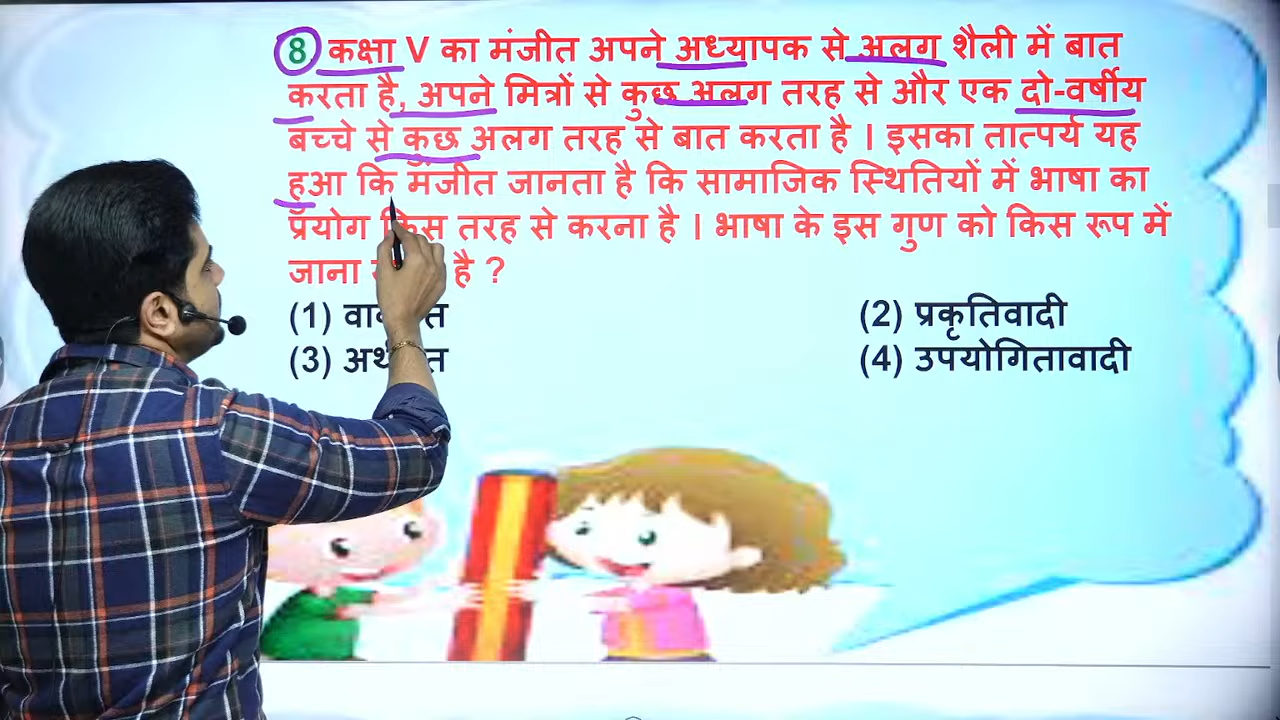 8 कक्षा V का मंजीत अपने अध्यापक से अलग शैली में बात
करता है, अपने मित्रों से कुछ अलग तरह से और एक दो-वर्षीय
बच्चे से कुछ अलग तरह से बात करता है । इसका तात्पर्य यह
हुआ कि मंजीत जानता है कि सामाजिक स्थितियों में भाषा का
प्रयोग किस तरह से करना है । भाषा के इस गुण को किस रूप में
जाना है ?
(1) (2) प्रकृतिवादी
(3) (4) उपयोगितावादी